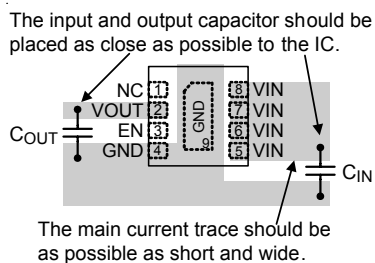 The input and output capacitor should be
placed as close as possible to the IC.
NC 1 8 VIN
VOUT 2 7 VIN
EN 3 6 VIN
GND 4 5 VIN
GND
9
COUT
CIN
The main current trace should be
as possible as short and wide.